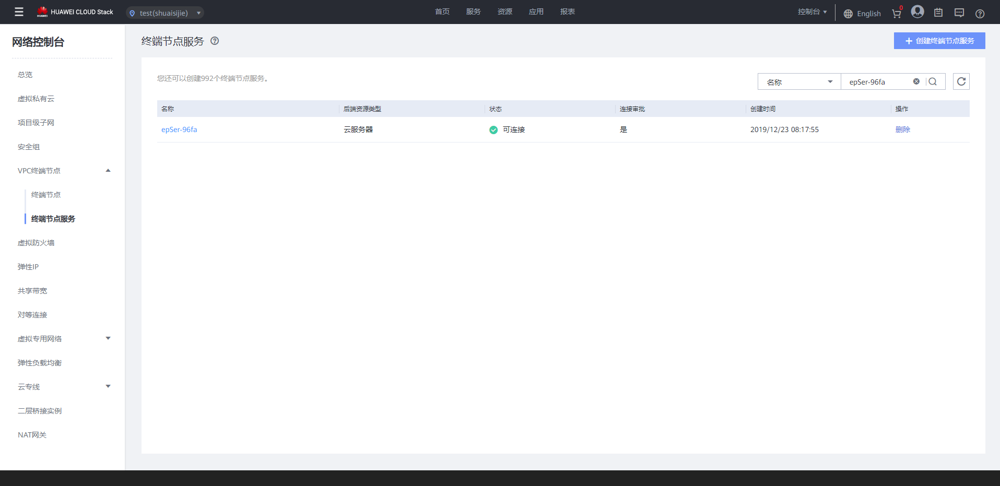 HUAWEI
HUAWEI CLOUD Stack
test(shuaisijie)
首页
服务
资源
应用
报表
控制台
English
0
网络控制台
总览
虚拟私有云
项目级子网
安全组
VPC终端节点
终端节点
终端节点服务
虚拟防火墙
弹性IP
共享带宽
对等连接
虚拟专用网络
弹性负载均衡
云专线
二层桥接实例
NAT网关
终端节点服务
创建终端节点服务
您还可以创建992个终端节点服务。
名称
epSer-96fa
名称 后端资源类型 状态 连接审批 创建时间 操作
epSer-96fa 云服务器 可连接 是 2019/12/23 08:17:55 删除